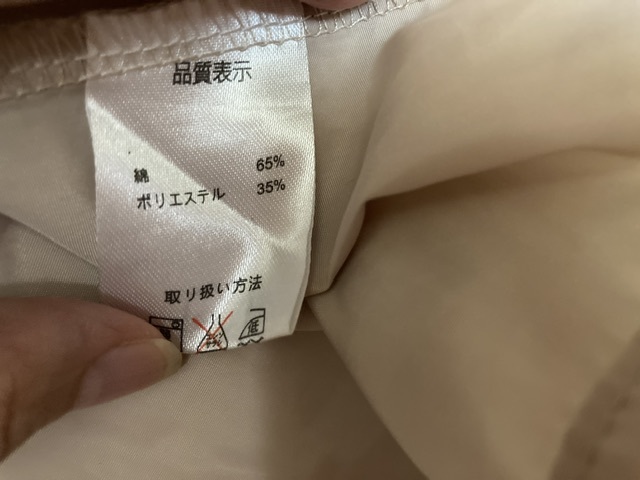 品質表示
綿 65%
ポリエステル 35%
取り扱い方法
低